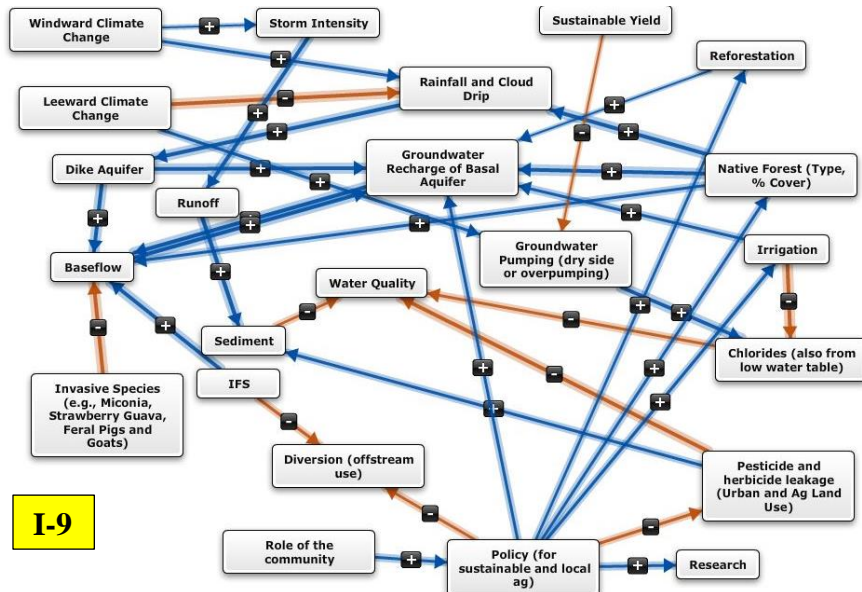 Windward Climate
Change
+
Storm Intensity
Sustainable Yield
Reforestation
+
Rainfall and Cloud
Drip
Leeward Climate
Change
-
+
+
+
-
+
Dike Aquifer
+
Groundwater
Recharge of Basal
Aquifer
+
Native Forest (Type,
% Cover)
+
Runoff
+
+
+
+
Groundwater
Pumping (dry side
or overpumping)
Irrigation
Baseflow
+
Water Quality
-
+
-
+
-
+
-
Sediment
Chlorides (also from
low water table)
Invasive Species
(e.g., Miconia,
Strawberry Guava,
Feral Pigs and
Goats)
IFS
-
+
-
+
+
Diversion (offstream
use)
Pesticide and
herbicide leakage
(Urban and Ag Land
Use)
I-9
-
-
Role of the
community
+
Policy (for
sustainable and local
ag)
+
Research